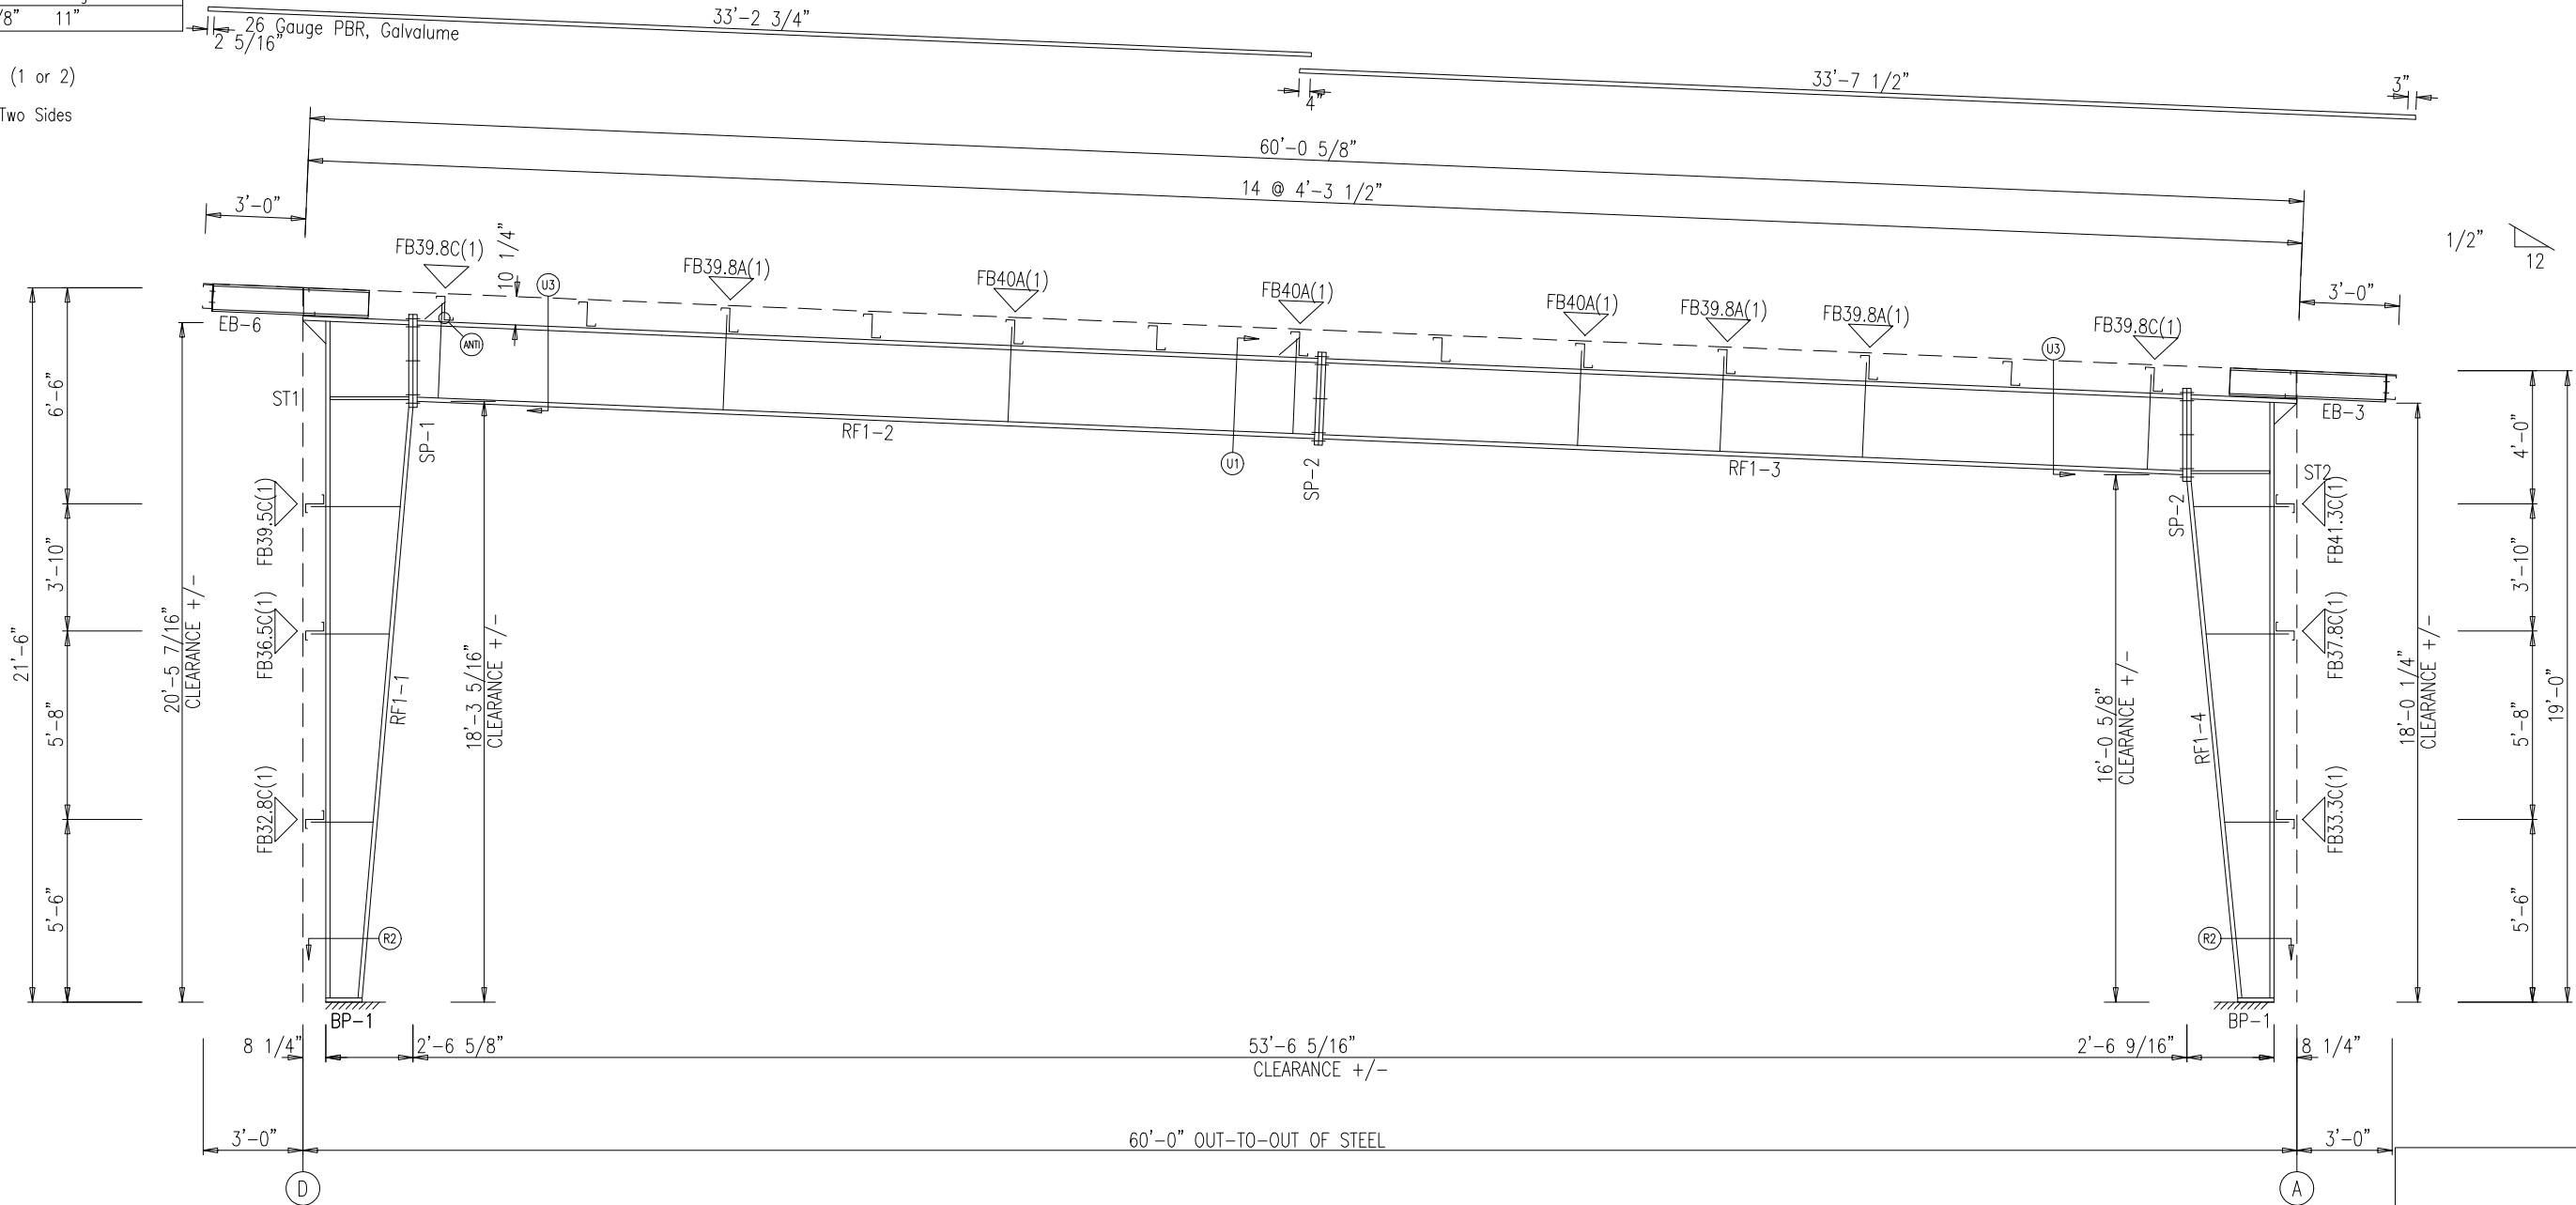 /8" 11"
(1 or 2)
Two Sides
33'-2 3/4"
26 Gauge PBR, Galvalume
2 5/16"
33'-7 1/2"
4"
3"
60'-0 5/8"
14 @ 4'-3 1/2"
3'-0"
3'-0"
1/2"
12
FB39.8C(1)
10 1/4"
U3
FB39.8A(1)
FB40A(1)
FB40A(1)
FB40A(1)
FB39.8A(1)
FB39.8A(1)
FB39.8C(1)
U3
EB-6
ANTI
EB-3
ST1
SP-1
RF1-2
U1
SP-2
RF1-3
SP-2
ST2
21'-6"
6'-6"
3'-10"
5'-8"
5'-6"
20'-5 7/16"
CLEARANCE +/-
FB39.5C(1)
FB36.5C(1)
FB32.8C(1)
RF1-1
18'-3 5/16"
CLEARANCE +/-
16'-0 5/8"
CLEARANCE +/-
RF1-4
FB41.3C(1)
FB37.8C(1)
FB33.3C(1)
18'-0 1/4"
CLEARANCE +/-
4'-0"
3'-10"
5'-8"
5'-6"
19'-0"
R2
R2
BP-1
BP-1
8 1/4"
2'-6 5/8"
53'-6 5/16"
CLEARANCE +/-
2'-6 9/16"
8 1/4"
3'-0"
60'-0" OUT-TO-OUT OF STEEL
3'-0"
D
A